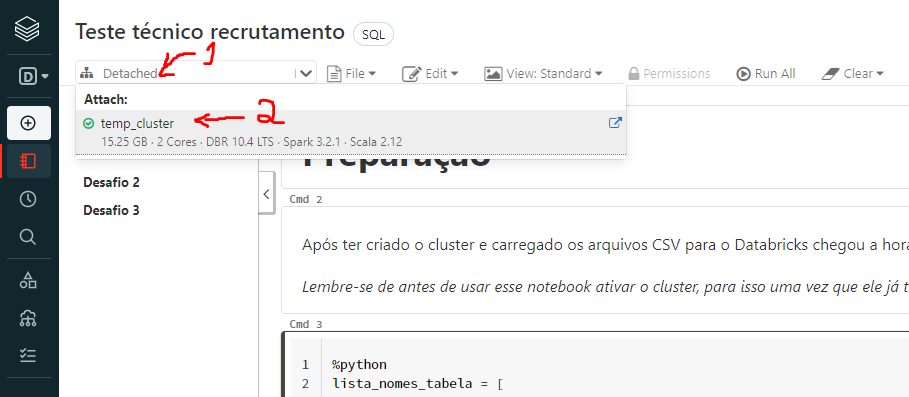 Teste técnico recrutamento SQL
1
Detached File Edit View: Standard Permissions Run All Clear
D
Attach:
temp_cluster 2
15.25 GB · 2 Cores · DBR 10.4 LTS · Spark 3.2.1 · Scala 2.12
Preparação
Desafio 2
Desafio 3
Cmd 2
Após ter criado o cluster e carregado os arquivos CSV para o Databricks chegou a hora
Lembre-se de antes de usar esse notebook ativar o cluster, para isso uma vez que ele já t
Cmd 3
1 %python
2 lista_nomes_tabela = [